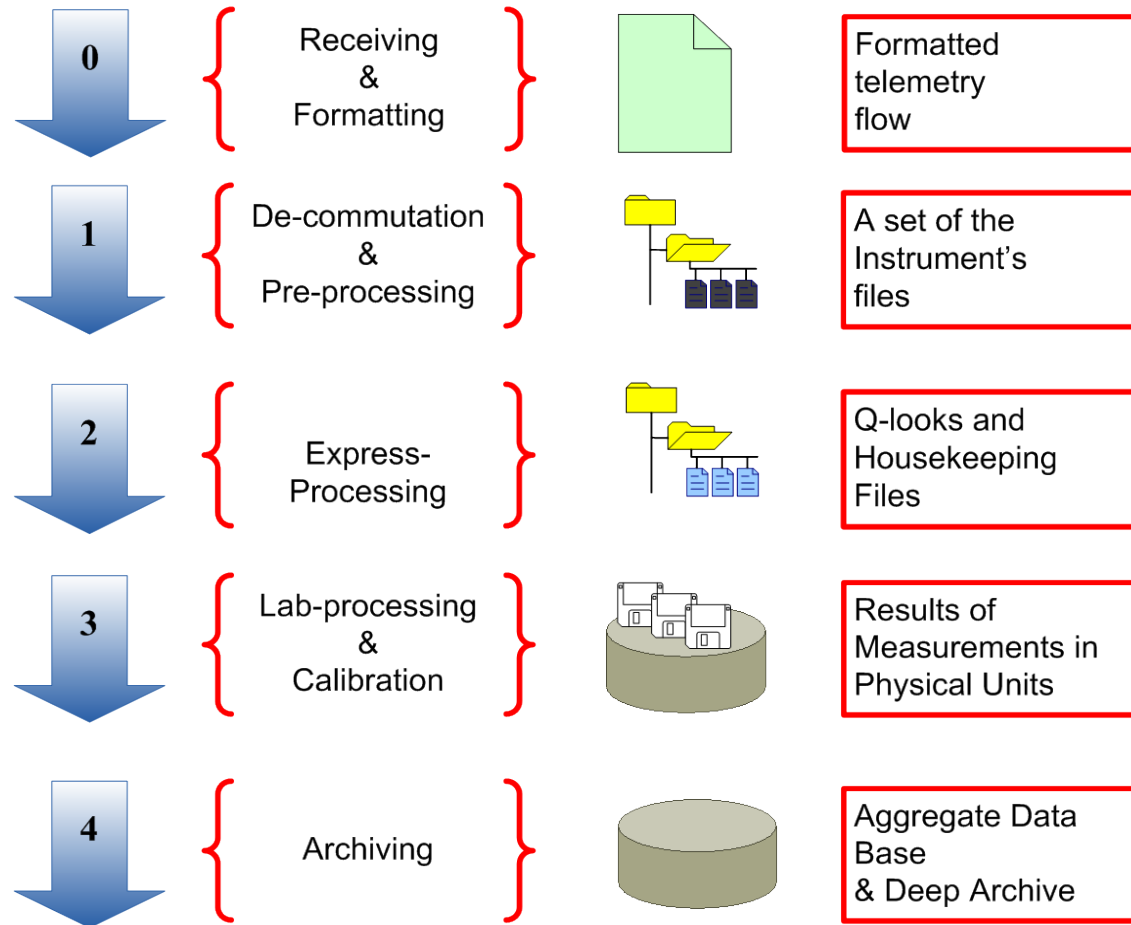 0
Receiving
&
Formatting
Formatted
telemetry
flow
1
De-commutation
&
Pre-processing
A set of the
Instrument's
files
2
Express-
Processing
Q-looks and
Housekeeping
Files
3
Lab-processing
&
Calibration
Results of
Measurements in
Physical Units
4
Archiving
Aggregate Data
Base
& Deep Archive